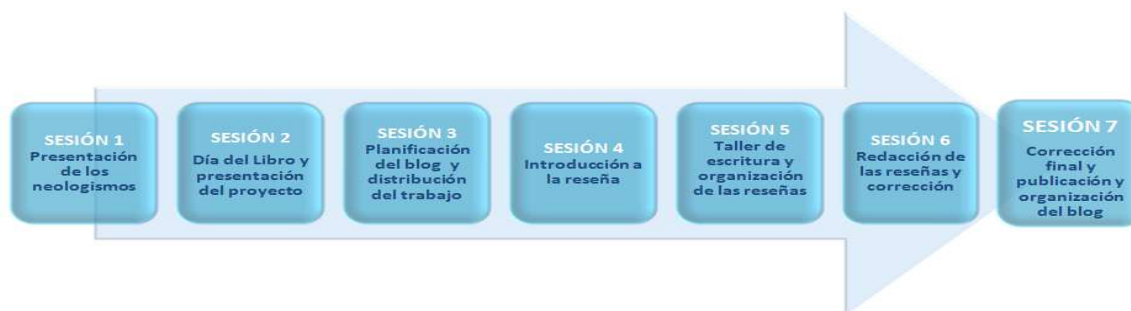 SESIÓN 1
Presentación
de los
neologismos
SESIÓN 2
Día del Libro y
presentación
del proyecto
SESIÓN 3
Planificación
del blog y
distribución
del trabajo
SESIÓN 4
Introducción a
la reseña
SESIÓN 5
Taller de
escritura y
organización
de las reseñas
SESIÓN 6
Redacción de
las reseñas y
corrección
SESIÓN 7
Corrección
final y
publicación y
organización
del blog